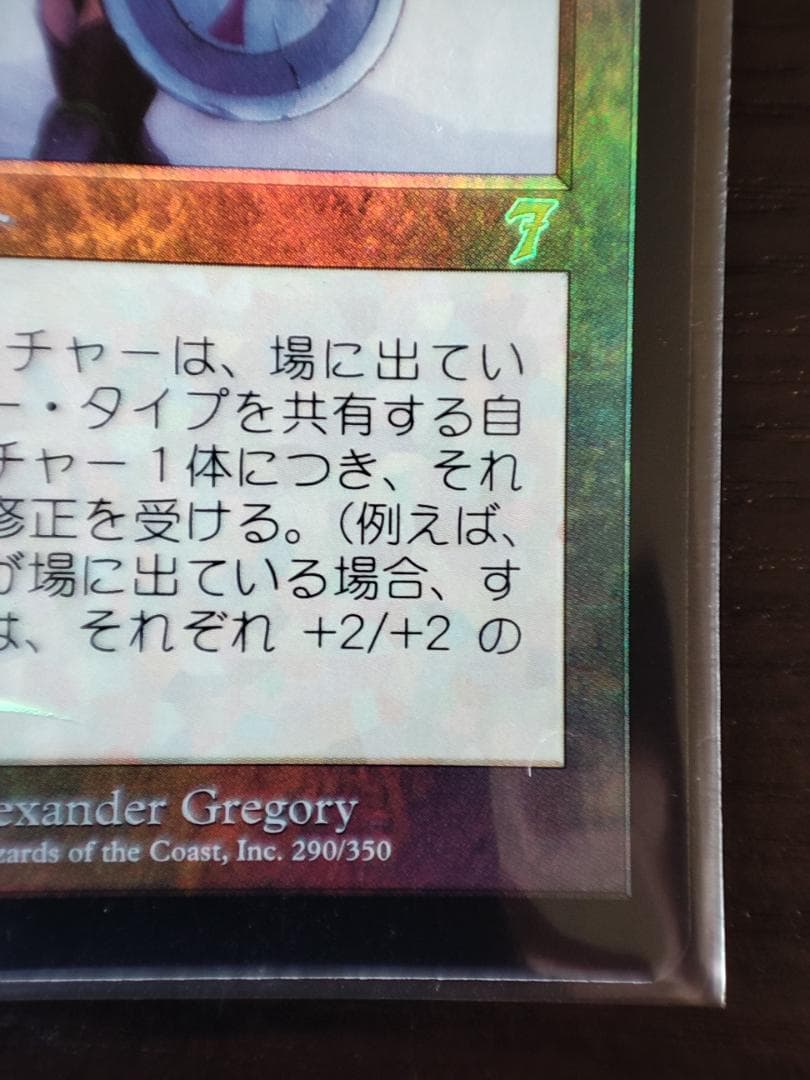 7
チャーは、場に出てい
ー・タイプを共有する自
チャー1体につき、それ
修正を受ける。(例えば、
が場に出ている場合、す
は、それぞれ +2/+2 の
exander Gregory
zards of the Coast, Inc. 290/350